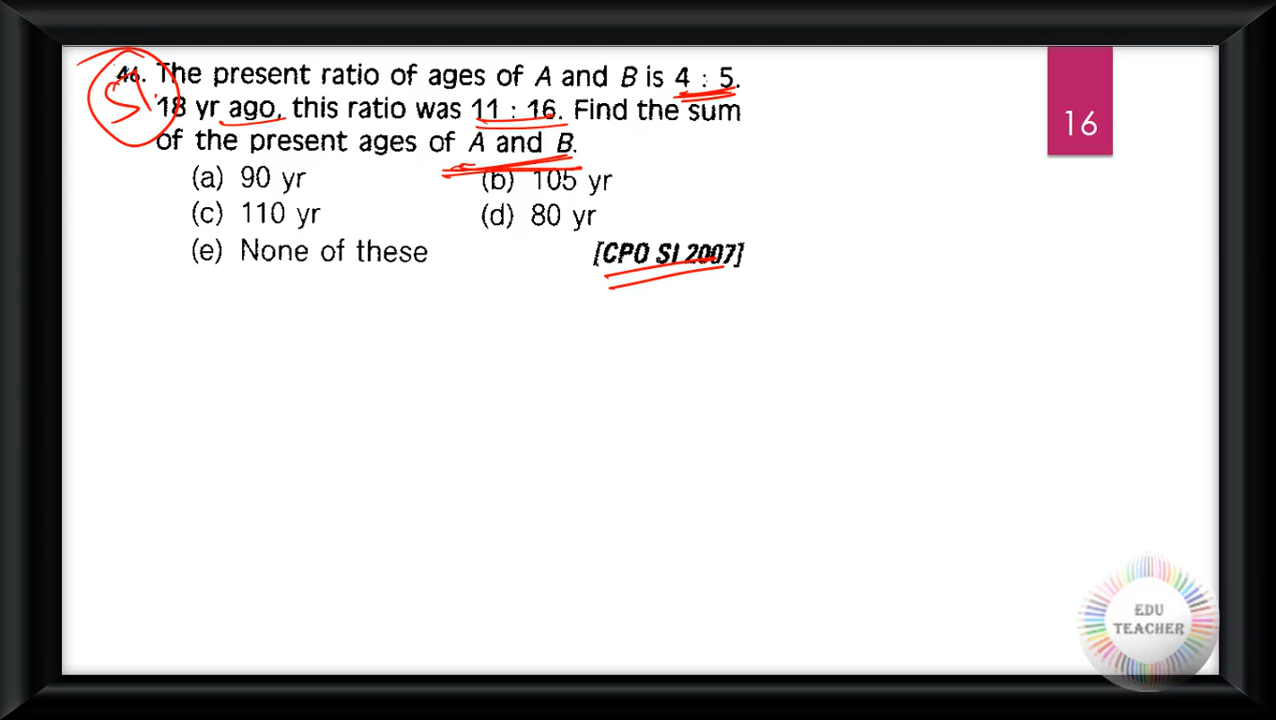 46. The present ratio of ages of A and B is 4 : 5.
18 yr ago, this ratio was 11 : 16. Find the sum
of the present ages of A and B.
(a) 90 yr (b) 105 yr
(c) 110 yr (d) 80 yr
(e) None of these [CPO SI 2007]
16
51.
EDU
TEACHER